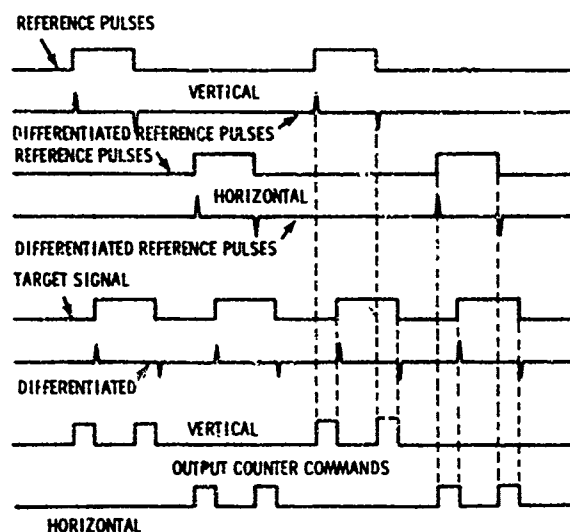 REFERENCE PULSES
VERTICAL
DIFFERENTIATED REFERENCE PULSES
REFERENCE PULSES
HORIZONTAL
DIFFERENTIATED REFERENCE PULSES
TARGET SIGNAL
DIFFERENTIATED
VERTICAL
OUTPUT COUNTER COMMANDS
HORIZONTAL